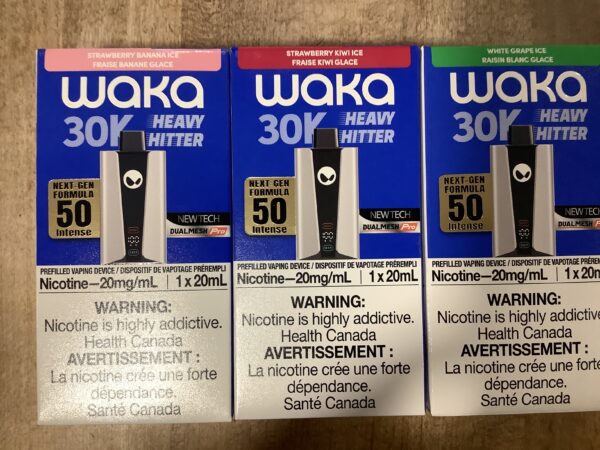 STRAWBERRY BANANA ICE
FRAISE BANANE GLACE
WAKA
30K HEAVY
HITTER
NEXT-GEN
FORMULA
50
Intense
NEW TECH
DUALMESH Pro
PREFILLED VAPING DEVICE / DISPOSITIF DE VAPOTAGE PRÉREMPLI
Nicotine—20mg/mL | 1 x 20mL
WARNING:
Nicotine is highly addictive.
Health Canada
AVERTISSEMENT :
La nicotine crée une forte
dépendance.
Santé Canada
STRAWBERRY KIWI ICE
FRAISE KIWI GLACE
WAKA
30K HEAVY
HITTER
NEXT-GEN
FORMULA
50
Intense
NEW TECH
DUALMESH Pro
PREFILLED VAPING DEVICE / DISPOSITIF DE VAPOTAGE PRÉREMPLI
Nicotine—20mg/mL | 1 x 20mL
WARNING:
Nicotine is highly addictive.
Health Canada
AVERTISSEMENT :
La nicotine crée une forte
dépendance.
Santé Canada
WHITE GRAPE ICE
RAISIN BLANC GLACE
WAKA
30K HEAVY
HITTER
NEXT-GEN
FORMULA
50
Intense
NEW TECH
DUALMESH Pro
PREFILLED VAPING DEVICE / DISPOSITIF DE VAPOTAGE
Nicotine—20mg/mL | 1 x 20m
WARNING:
Nicotine is highly addictive
Health Canada
AVERTISSEMENT :
La nicotine crée une forte
dépendance.
Santé Canada